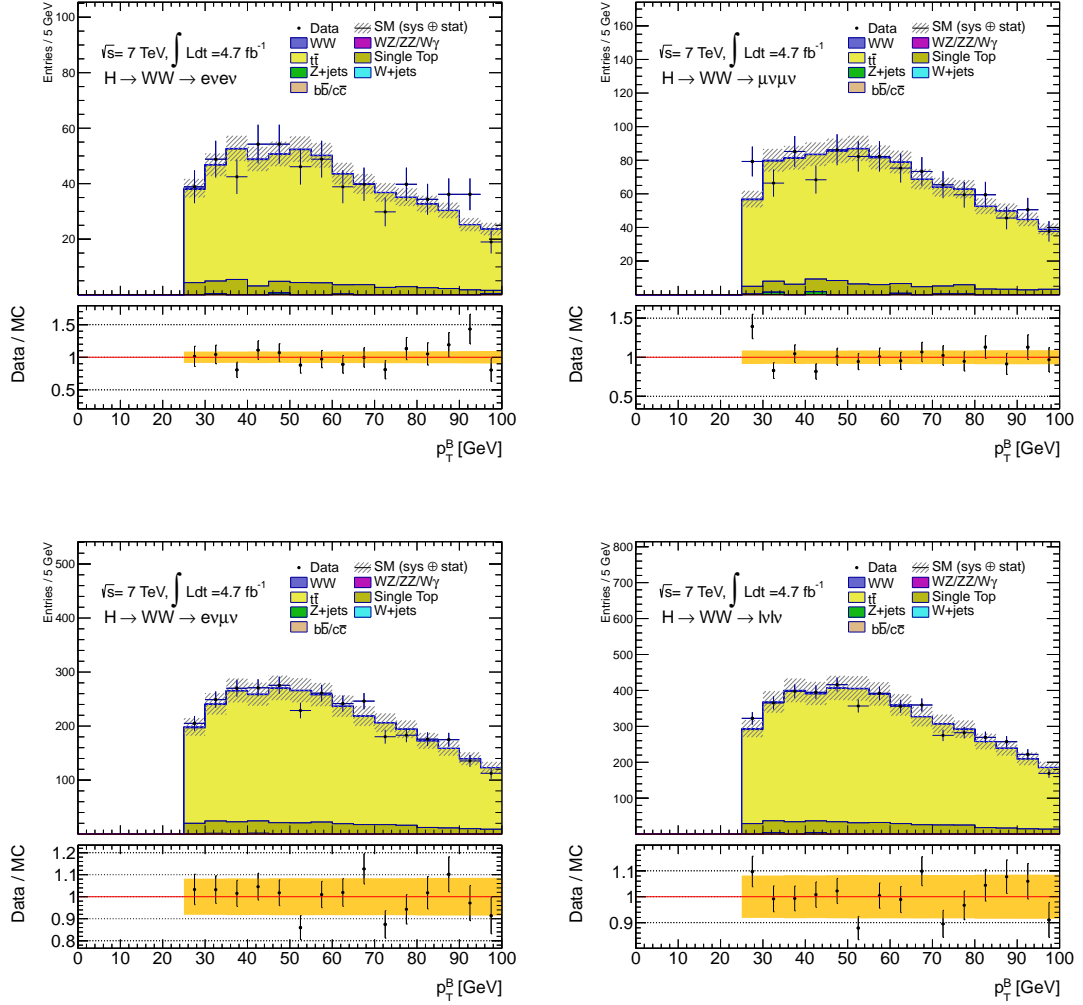 Entries / 5 GeV
100
80
60
40
20
√s= 7 TeV, ∫ Ldt =4.7 fb⁻¹
H→WW→eνeν
Data
WW
tt̄
Z+jets
bb̄/cc̄
SM (sys ⊕ stat)
WZ/ZZ/Wγ
Single Top
W+jets
Data / MC
1.5
1
0.5
0 10 20 30 40 50 60 70 80 90 100
p_T^B [GeV]
Entries / 5 GeV
160
140
120
100
80
60
40
20
0
√s= 7 TeV, ∫ Ldt =4.7 fb⁻¹
H→WW→μνμν
Data
WW
tt̄
Z+jets
bb̄/cc̄
SM (sys ⊕ stat)
WZ/ZZ/Wγ
Single Top
W+jets
Data / MC
1.5
1
0.5
0 10 20 30 40 50 60 70 80 90 100
p_T^B [GeV]
Entries / 5 GeV
500
400
300
200
100
√s= 7 TeV, ∫ Ldt =4.7 fb⁻¹
H→WW→eνμν
Data
WW
tt̄
Z+jets
bb̄/cc̄
SM (sys ⊕ stat)
WZ/ZZ/Wγ
Single Top
W+jets
Data / MC
1.2
1.1
1
0.9
0.8
0 10 20 30 40 50 60 70 80 90 100
p_T^B [GeV]
Entries / 5 GeV
800
700
600
500
400
300
200
100
0
√s= 7 TeV, ∫ Ldt =4.7 fb⁻¹
H→WW→lνlν
Data
WW
tt̄
Z+jets
bb̄/cc̄
SM (sys ⊕ stat)
WZ/ZZ/Wγ
Single Top
W+jets
Data / MC
1.1
1
0.9
0 10 20 30 40 50 60 70 80 90 100
p_T^B [GeV]